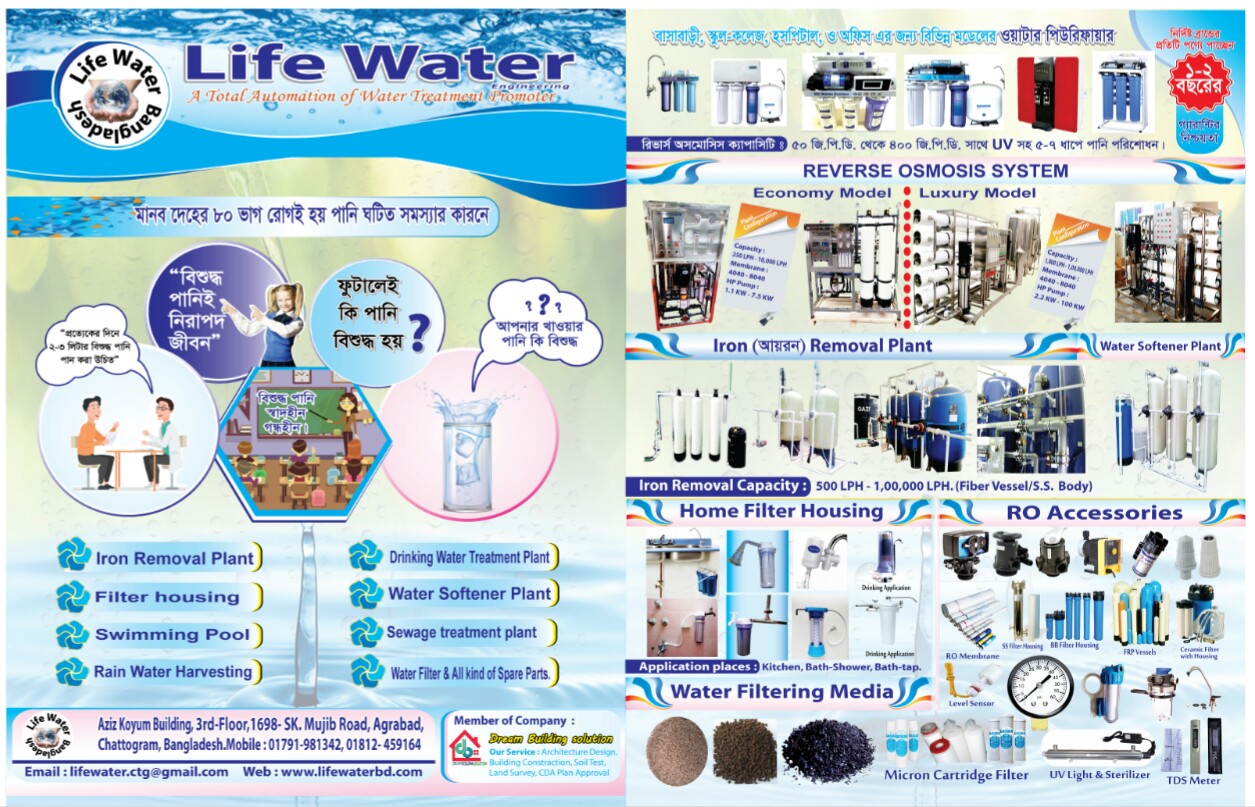 Life Water Bangladesh
Life Water
Engineering
A Total Automation of Water Treatment Promoter
মানব দেহের ৮০ ভাগ রোগই হয় পানি ঘটিত সমস্যার কারনে
“বিশুদ্ধ
পানিই
নিরাপদ
জীবন”
ফুটালেই
কি পানি
বিশুদ্ধ হয় ?
“প্রত্যেকের দিনে
২-৩ লিটার বিশুদ্ধ পানি
পান করা উচিত”
? ? ?
আপনার খাওয়ার
পানি কি বিশুদ্ধ
বিশুদ্ধ পানি
স্বাদহীন
গন্ধহীন।
Iron Removal Plant
Filter housing
Swimming Pool
Rain Water Harvesting
Drinking Water Treatment Plant
Water Softener Plant
Sewage treatment plant
Water Filter & All kind of Spare Parts.
Life Water Bangladesh
Aziz Koyum Building, 3rd-Floor,1698- SK. Mujib Road, Agrabad,
Chattogram, Bangladesh.Mobile : 01791-981342, 01812- 459164
Email : lifewater.ctg@gmail.com Web : www.lifewaterbd.com
Member of Company :
Dream Building solution
Our Service : Architecture Design,
Building Constraction, Soil Test,
Land Survey, CDA Plan Approval
বাসাবাড়ী, স্কুল-কলেজ, হসপিটাল, ও অফিস এর জন্য বিভিন্ন মডেলের ওয়াটার পিউরিফায়ার
নির্দিষ্ট ব্রান্ডের
প্রতিটি পণ্যে পাচ্ছেন
১-২
বছরের
গ্যারান্টির
নিশ্চয়তা
রিভার্স অসমোসিস ক্যাপাসিটি ঃ ৫০ জি.পি.ডি. থেকে ৪০০ জি.পি.ডি. সাথে UV সহ ৫-৭ ধাপে পানি পরিশোধন।
REVERSE OSMOSIS SYSTEM
Economy Model
Luxury Model
Plant Configuration
Capacity :
250 LPH - 10,000 LPH
Membrane :
4040 - 8040
HP Pump :
1.1 KW - 7.5 KW
Plant Configuration
Capacity :
1,000 LPH - 1,00,000 LPH
Membrane :
4040 - 8040
HP Pump :
2.2 KW - 100 KW
Iron (আয়রন) Removal Plant
Water Softener Plant
GAZI
Iron Removal Capacity : 500 LPH - 1,00,000 LPH. (Fiber Vessel/S.S. Body)
Home Filter Housing
Drinking Application
Drinking Application
Application places : Kitchen, Bath-Shower, Bath-tap.
RO Accessories
RO Membrane
SS Filter Housing
BB Filter Housing
FRP Vessels
Ceramic Filter
with Housing
Level Sensor
Water Filtering Media
Micron Cartridge Filter
UV Light & Sterilizer
TDS Meter